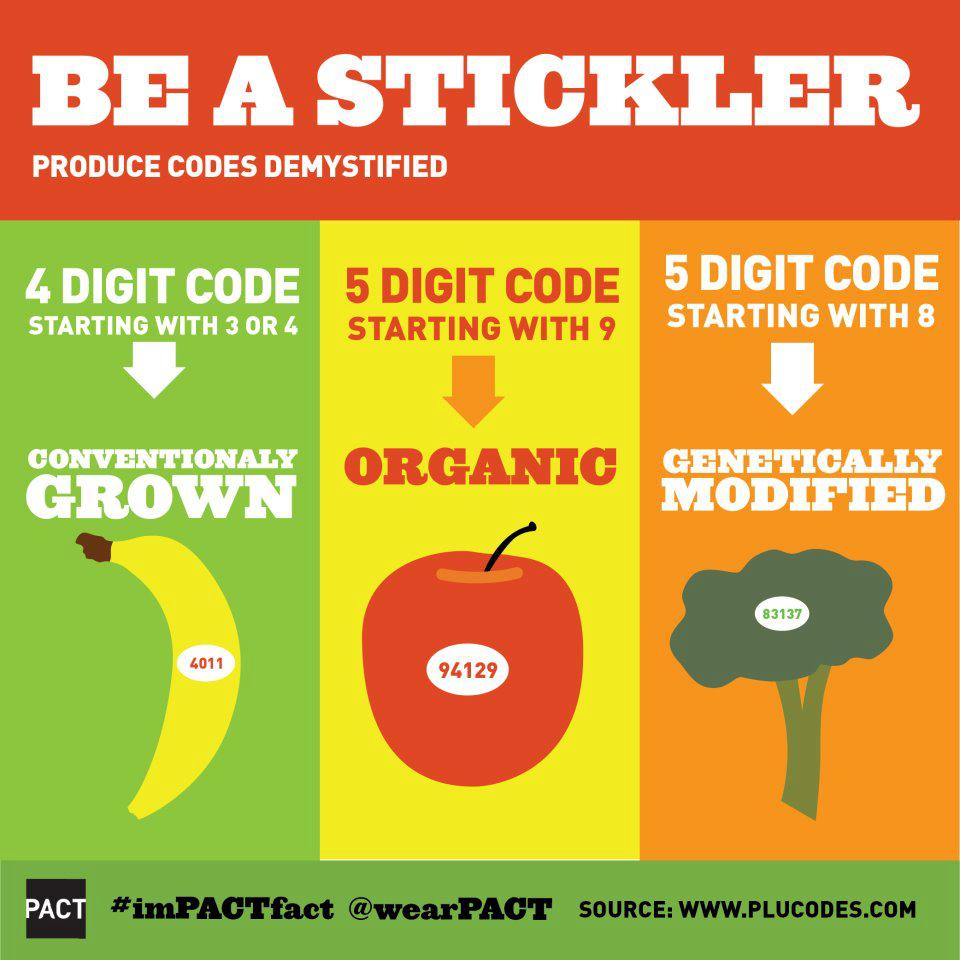 BE A STICKLER
PRODUCE CODES DEMYSTIFIED
4 DIGIT CODE
STARTING WITH 3 OR 4
CONVENTIONALY
GROWN
4011
5 DIGIT CODE
STARTING WITH 9
ORGANIC
94129
5 DIGIT CODE
STARTING WITH 8
GENETICALLY
MODIFIED
83137
PACT
#imPACTfact @wearPACT
SOURCE: WWW.PLUCODES.COM